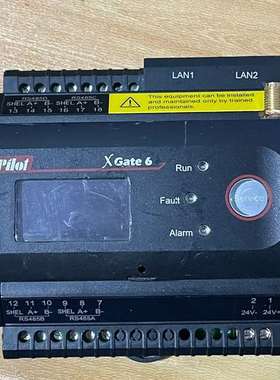 LAN1 LAN2
RS485D RS485C
SHEL A+ B- SHEL A+ B-
13 14 15 16 17 18
This equipment can be installed
and maintained only by trained
professionals.
Pilot XGate 6
Run
Fault
Alarm
12 11 10 9 8 7 2 1
SHEL A+ B- SHEL A+ B- 24V- 24V+
RS485B RS485A